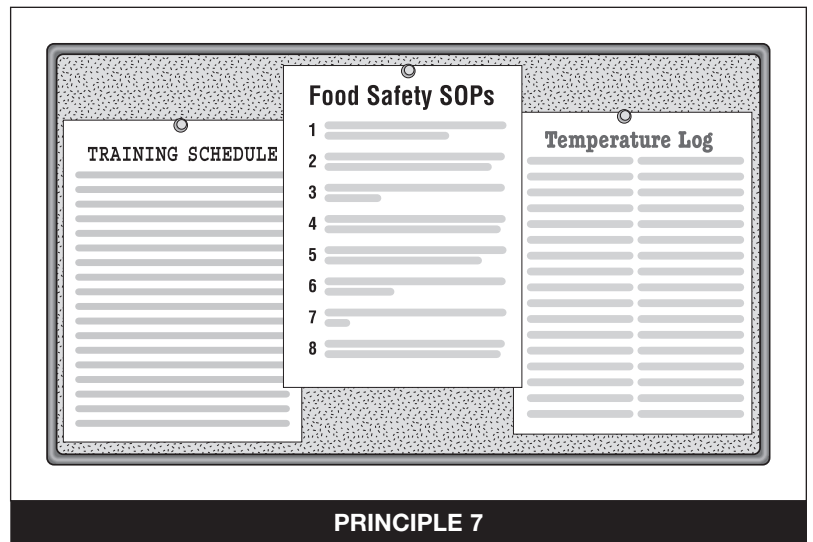 TRAINING SCHEDULE
Food Safety SOPs
1
2
3
4
5
6
7
8
Temperature Log
PRINCIPLE 7